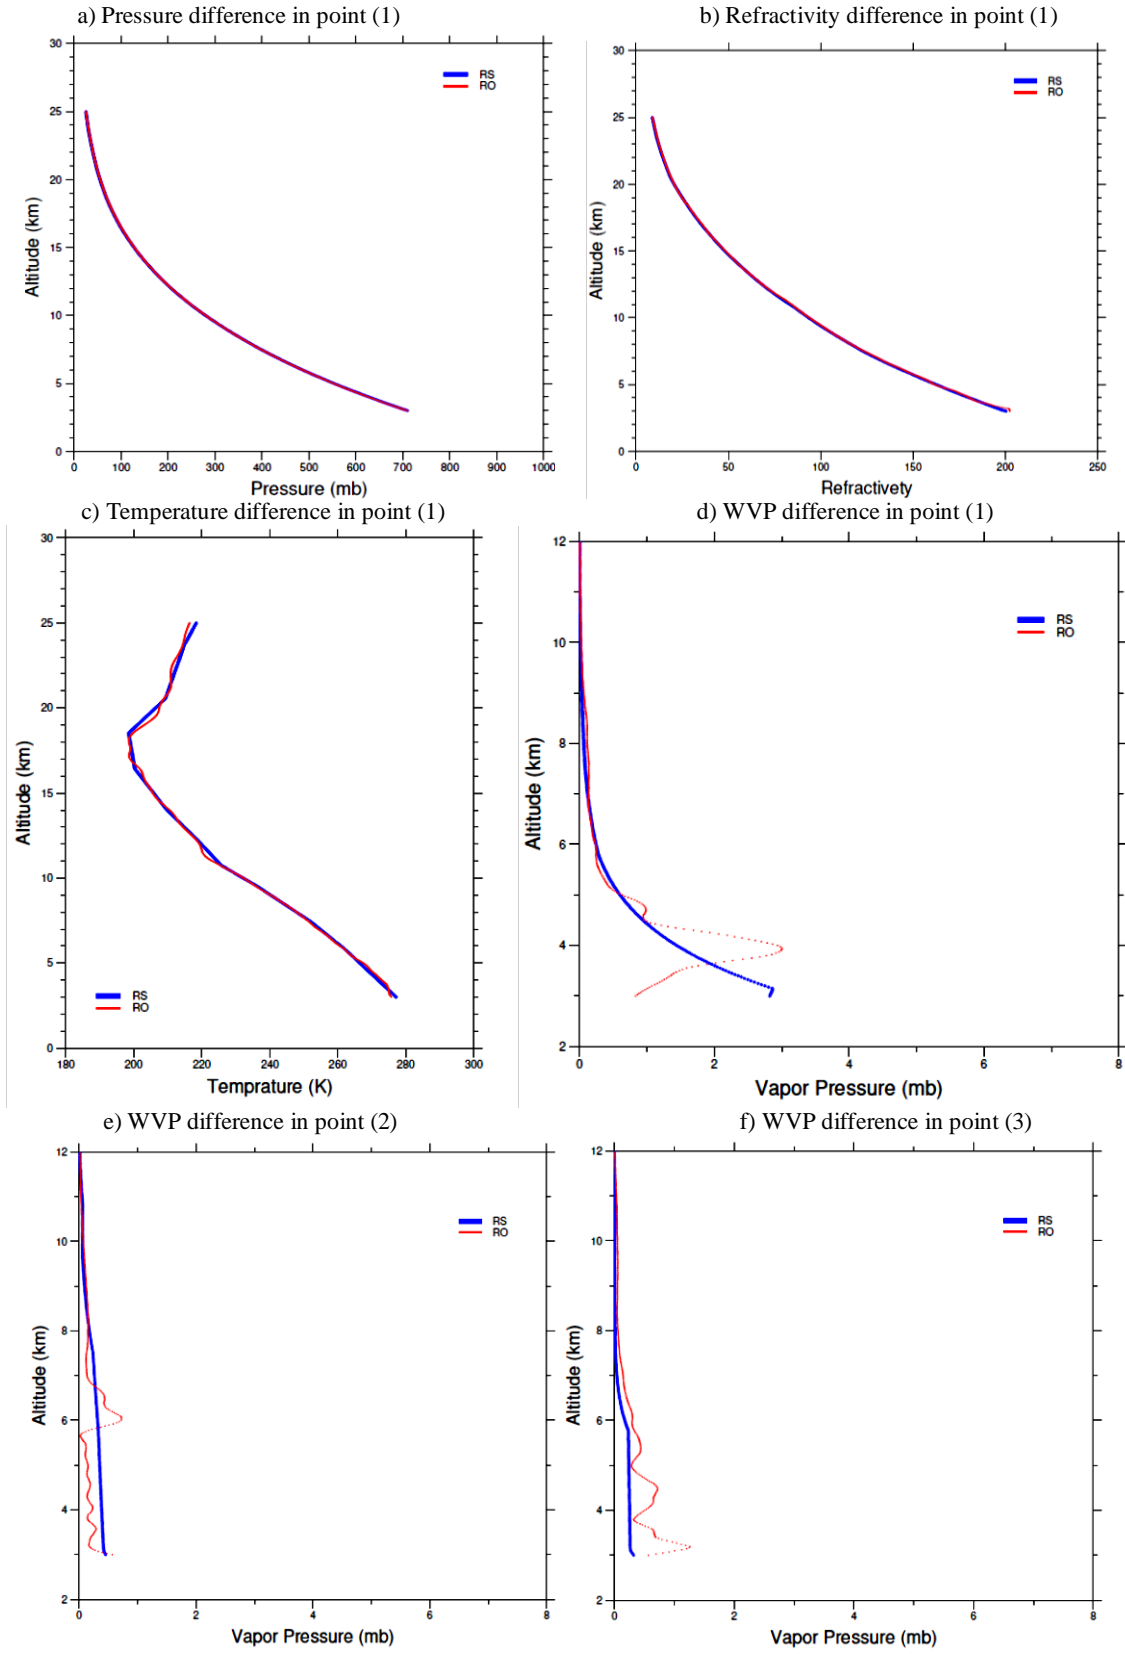 a) Pressure difference in point (1)
30
25
20
15
10
5
0
Altitude (km)
RS
RO
0 100 200 300 400 500 600 700 800 900 1000
Pressure (mb)
b) Refractivity difference in point (1)
30
25
20
15
10
5
0
Altitude (km)
RS
RO
0 50 100 150 200 250
Refractivety
c) Temperature difference in point (1)
30
25
20
15
10
5
0
Altitude (km)
RS
RO
180 200 220 240 260 280 300
Temprature (K)
d) WVP difference in point (1)
12
10
8
6
4
2
Altitude (km)
RS
RO
0 2 4 6 8
Vapor Pressure (mb)
e) WVP difference in point (2)
12
10
8
6
4
2
Altitude (km)
RS
RO
0 2 4 6 8
Vapor Pressure (mb)
f) WVP difference in point (3)
12
10
8
6
4
2
Altitude (km)
RS
RO
0 2 4 6 8
Vapor Pressure (mb)